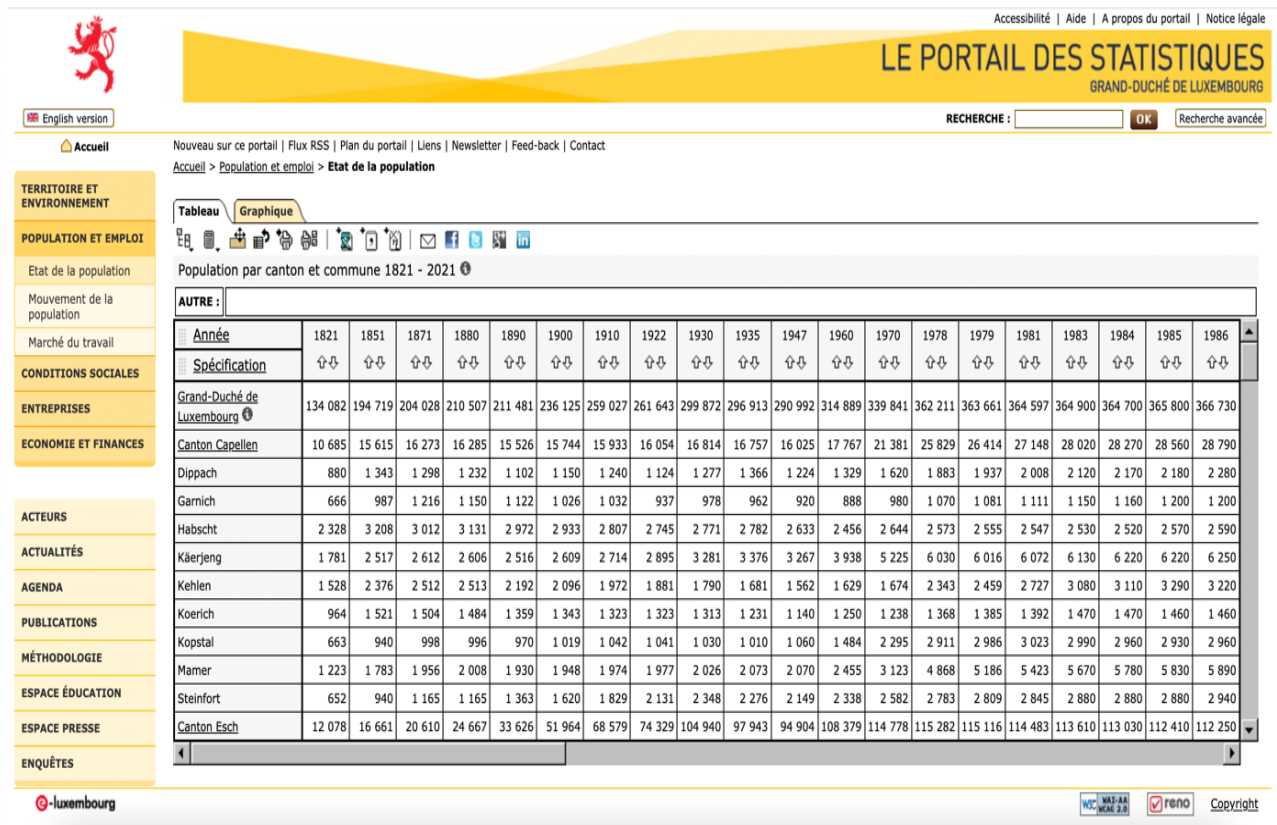 Accessibilité | Aide | A propos du portail | Notice légale
LE PORTAIL DES STATISTIQUES
GRAND-DUCHÉ DE LUXEMBOURG
English version
RECHERCHE : OK Recherche avancée
Accueil
Nouveau sur ce portail | Flux RSS | Plan du portail | Liens | Newsletter | Feed-back | Contact
Accueil > Population et emploi > Etat de la population
TERRITOIRE ET
ENVIRONNEMENT
POPULATION ET EMPLOI
Etat de la population
Mouvement de la
population
Marché du travail
CONDITIONS SOCIALES
ENTREPRISES
ECONOMIE ET FINANCES
ACTEURS
ACTUALITÉS
AGENDA
PUBLICATIONS
MÉTHODOLOGIE
ESPACE ÉDUCATION
ESPACE PRESSE
ENQUÊTES
Tableau Graphique
Population par canton et commune 1821 - 2021
AUTRE :
Année 1821 1851 1871 1880 1890 1900 1910 1922 1930 1935 1947 1960 1970 1978 1979 1981 1983 1984 1985 1986
Spécification
Grand-Duché de
Luxembourg 134 082 194 719 204 028 210 507 211 481 236 125 259 027 261 643 299 872 296 913 290 992 314 889 339 841 362 211 363 661 364 597 364 900 364 700 365 800 366 730
Canton Capellen 10 685 15 615 16 273 16 285 15 526 15 744 15 933 16 054 16 814 16 757 16 025 17 767 21 381 25 829 26 414 27 148 28 020 28 270 28 560 28 790
Dippach 880 1 343 1 298 1 232 1 102 1 150 1 240 1 124 1 277 1 366 1 224 1 329 1 620 1 883 1 937 2 008 2 120 2 170 2 180 2 280
Garnich 666 987 1 216 1 150 1 122 1 026 1 032 937 978 962 920 888 980 1 070 1 081 1 111 1 150 1 160 1 200 1 200
Habscht 2 328 3 208 3 012 3 131 2 972 2 933 2 807 2 745 2 771 2 782 2 633 2 456 2 644 2 573 2 555 2 547 2 530 2 520 2 570 2 590
Käerjeng 1 781 2 517 2 612 2 606 2 516 2 609 2 714 2 895 3 281 3 376 3 267 3 938 5 225 6 030 6 016 6 072 6 130 6 220 6 220 6 250
Kehlen 1 528 2 376 2 512 2 513 2 192 2 096 1 972 1 881 1 790 1 681 1 562 1 629 1 674 2 343 2 459 2 727 3 080 3 110 3 290 3 220
Koerich 964 1 521 1 504 1 484 1 359 1 343 1 323 1 323 1 313 1 231 1 140 1 250 1 238 1 368 1 385 1 392 1 470 1 470 1 460 1 460
Kopstal 663 940 998 996 970 1 019 1 042 1 041 1 030 1 010 1 060 1 484 2 295 2 911 2 986 3 023 2 990 2 960 2 930 2 960
Mamer 1 223 1 783 1 956 2 008 1 930 1 948 1 974 1 977 2 026 2 073 2 070 2 455 3 123 4 868 5 186 5 423 5 670 5 780 5 830 5 890
Steinfort 652 940 1 165 1 165 1 363 1 620 1 829 2 131 2 348 2 276 2 149 2 338 2 582 2 783 2 809 2 845 2 880 2 880 2 880 2 940
Canton Esch 12 078 16 661 20 610 24 667 33 626 51 964 68 579 74 329 104 940 97 943 94 904 108 379 114 778 115 282 115 116 114 483 113 610 113 030 112 410 112 250
e-luxembourg
W3C WAI-AA
WCAG 2.0
reno
Copyright